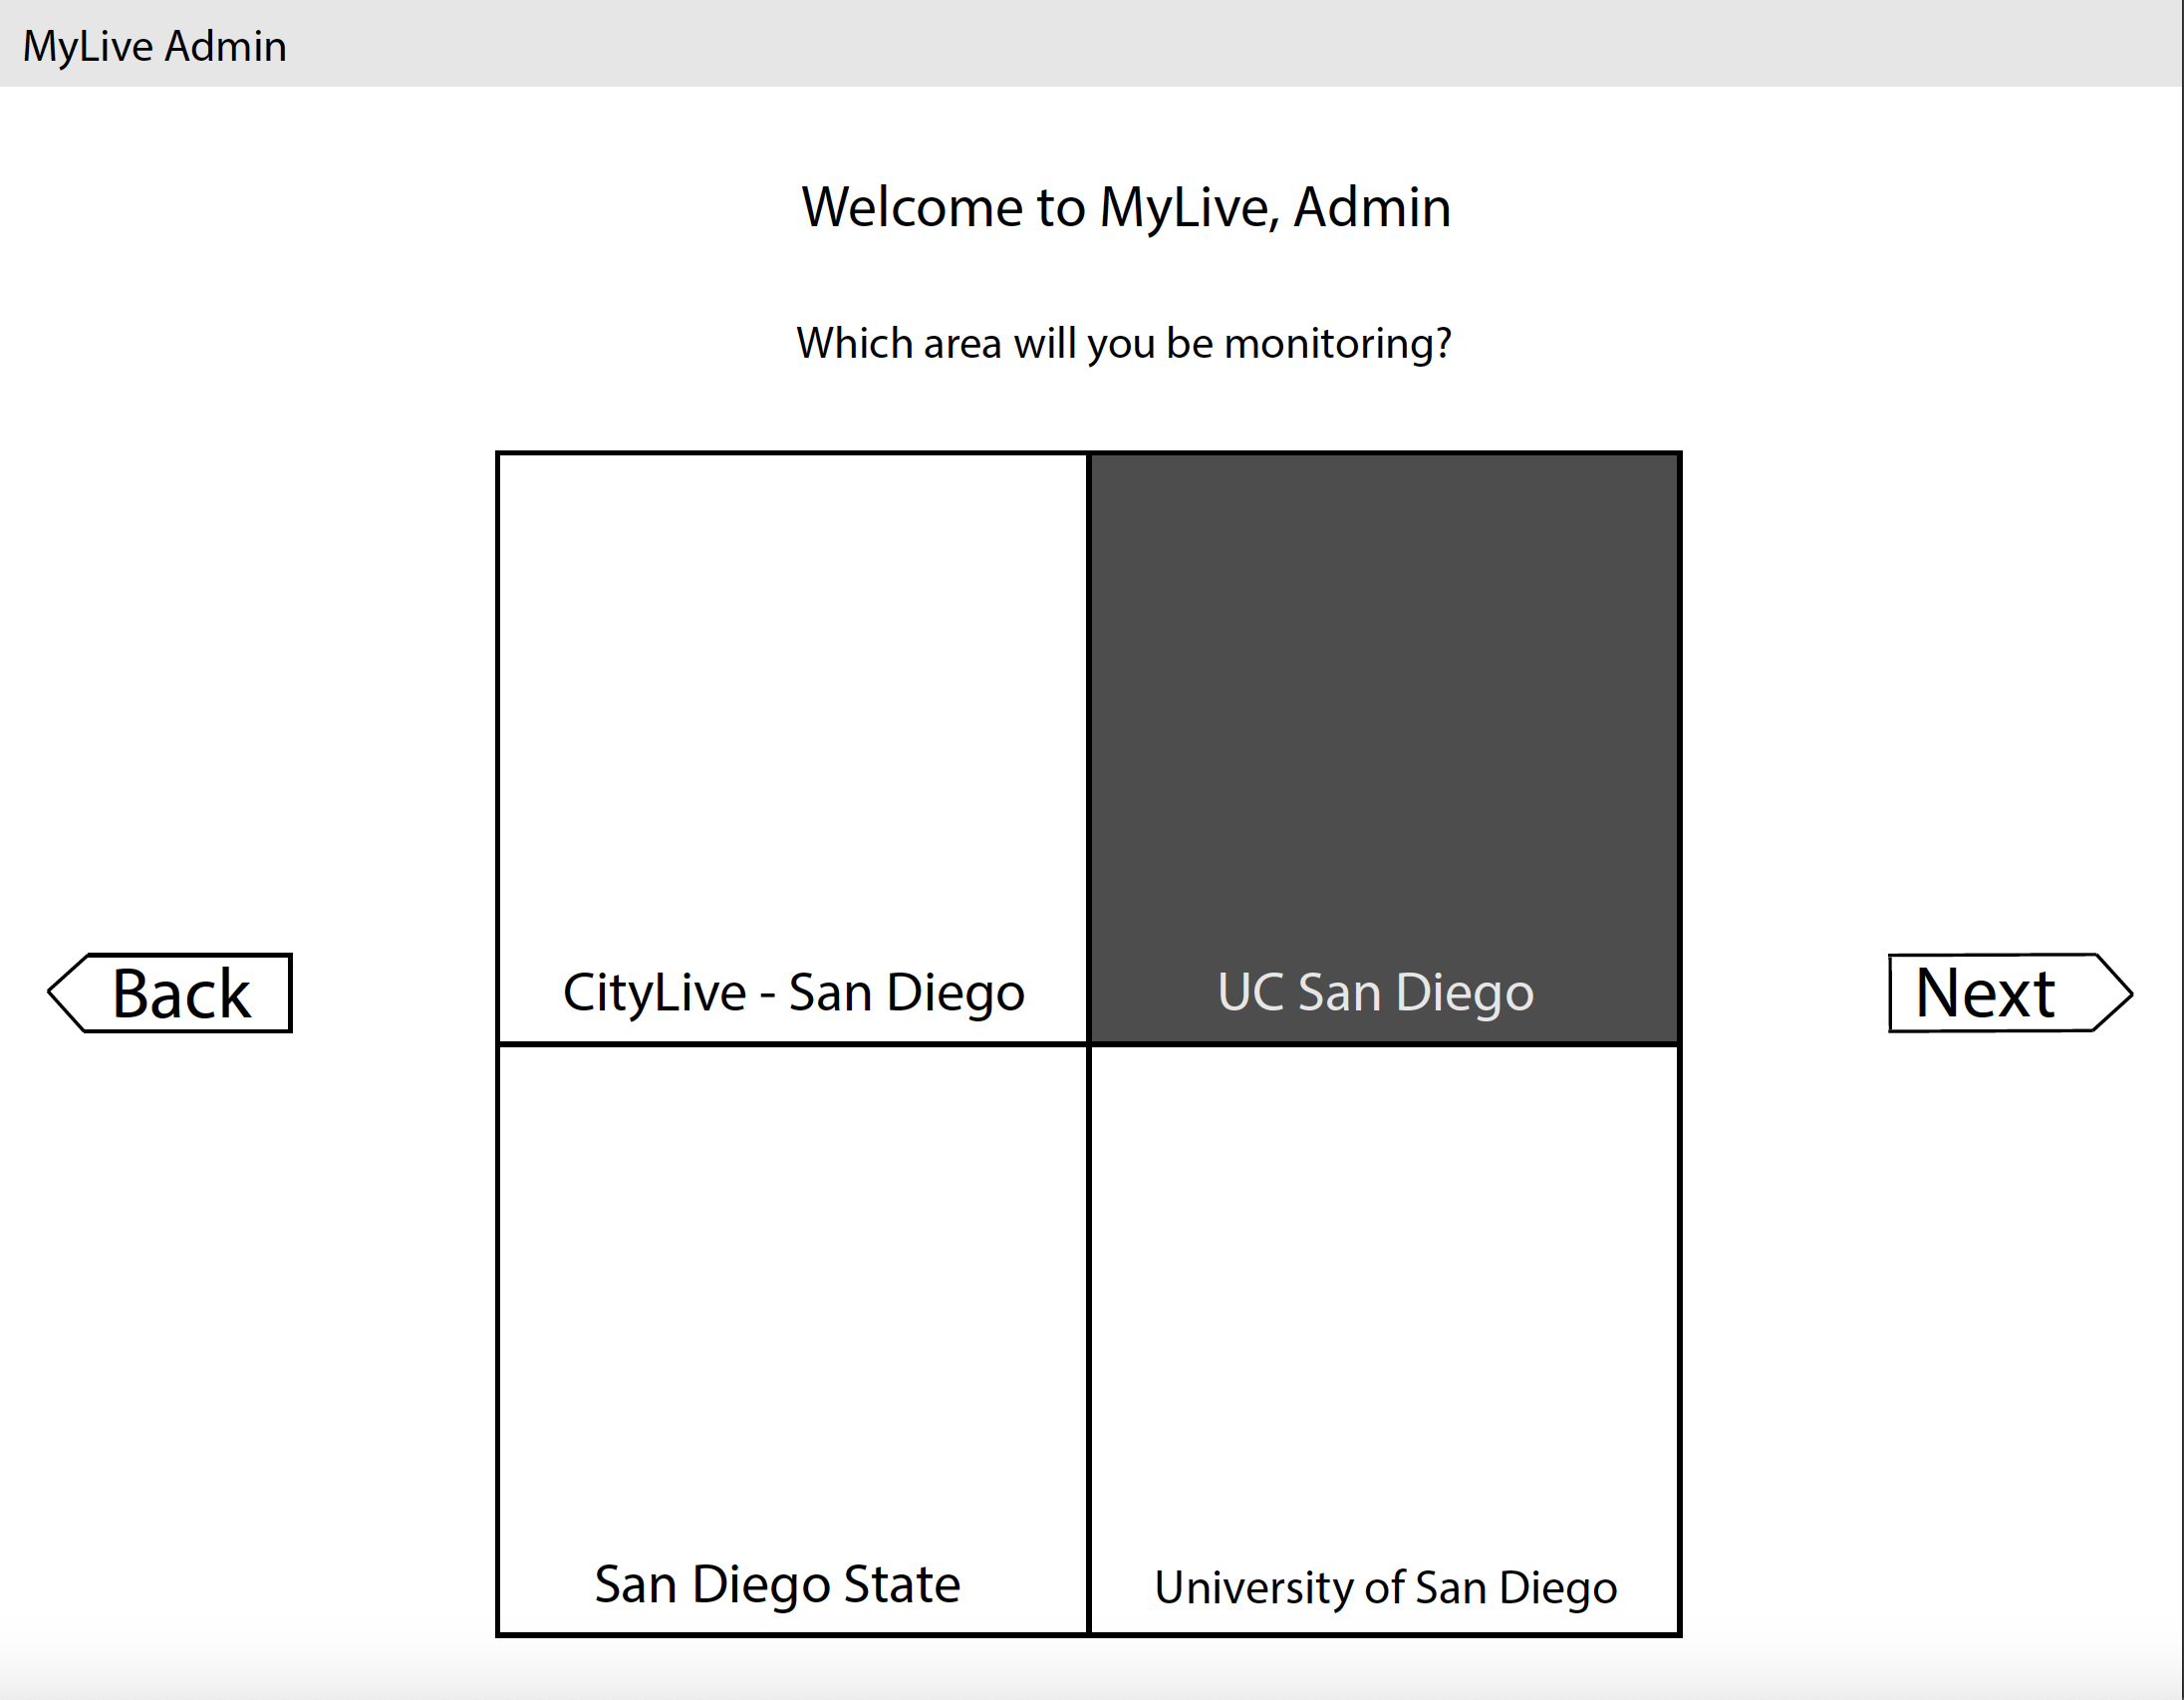 MyLive Admin
Welcome to MyLive, Admin
Which area will you be monitoring?
CityLive - San Diego
UC San Diego
Back
Next
San Diego State
University of San Diego